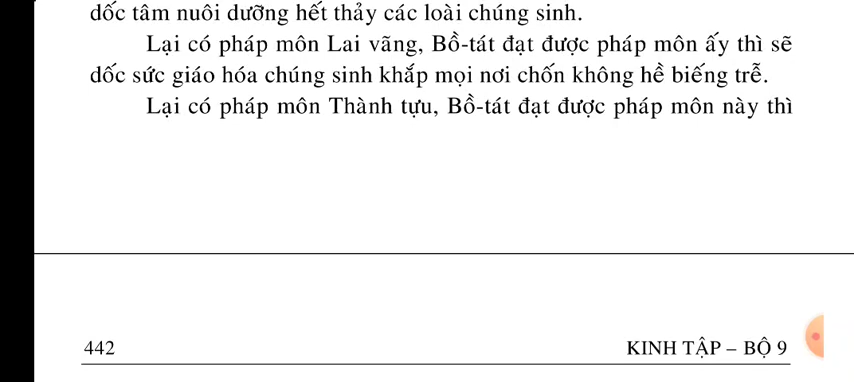 dốc tâm nuôi dưỡng hết thảy các loài chúng sinh.
Lại có pháp môn Lai vãng, Bồ-tát đạt được pháp môn ấy thì sẽ
dốc sức giáo hóa chúng sinh khắp mọi nơi chốn không hề biếng trễ.
Lại có pháp môn Thành tựu, Bồ-tát đạt được pháp môn này thì
442
KINH TẬP – BỘ 9